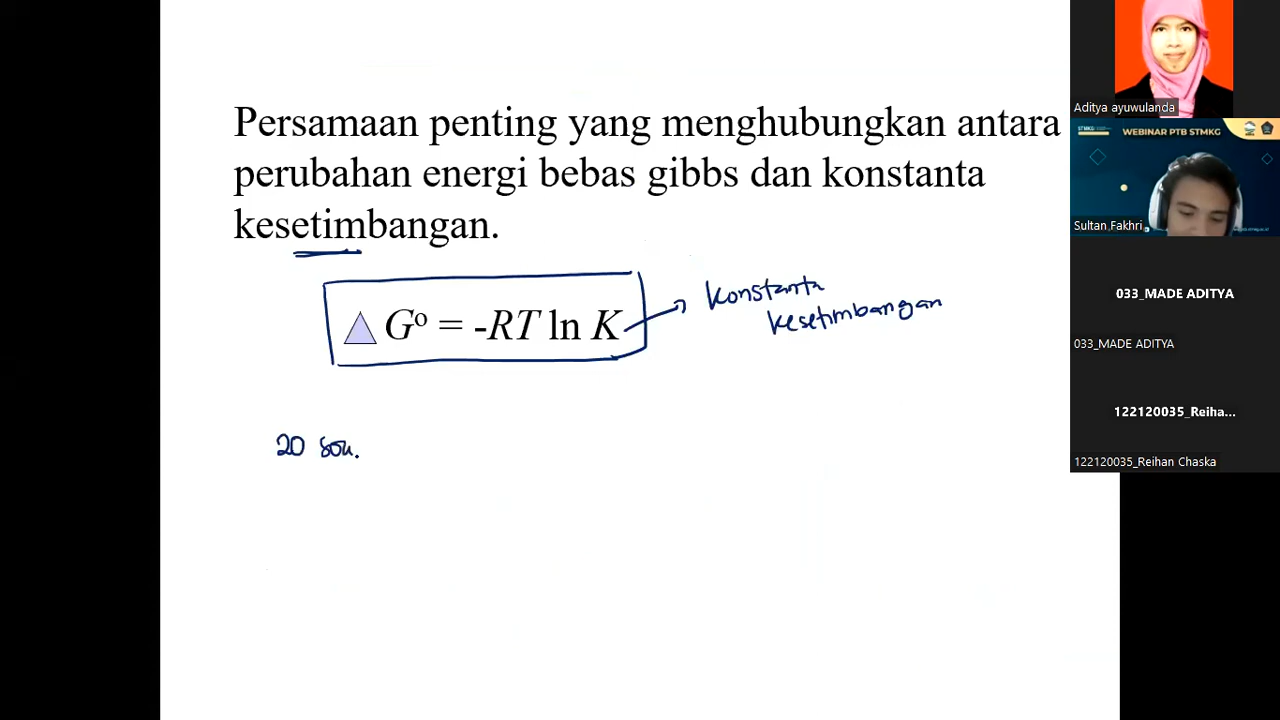 Persamaan penting yang menghubungkan antara
perubahan energi bebas gibbs dan konstanta
kesetimbangan.
△ Gº = -RT ln K
Konstanta
kesetimbangan
20
Aditya ayuwulanda
WEBINAR PTB STMKG
Sultan Fakhri
033_MADE ADITYA
033_MADE ADITYA
122120035_Reiha...
122120035_Reihan Chaska